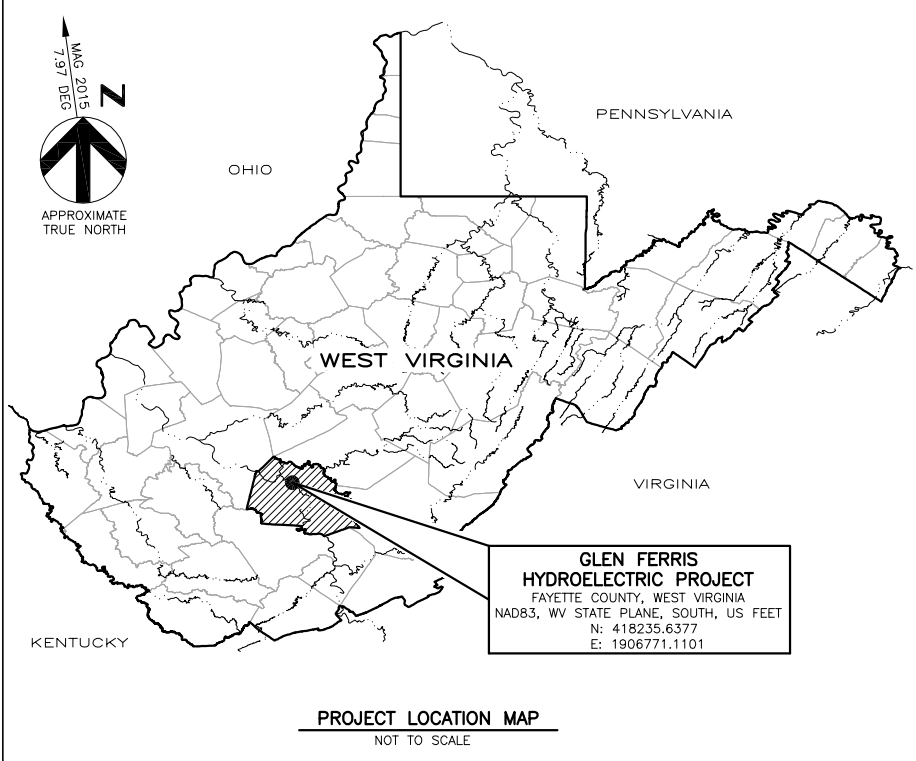 MAG 2015
7.97 DEG
N
APPROXIMATE
TRUE NORTH
OHIO
PENNSYLVANIA
WEST VIRGINIA
VIRGINIA
KENTUCKY
GLEN FERRIS
HYDROELECTRIC PROJECT
FAYETTE COUNTY, WEST VIRGINIA
NAD83, WV STATE PLANE, SOUTH, US FEET
N: 418235.6377
E: 1906771.1101
PROJECT LOCATION MAP
NOT TO SCALE